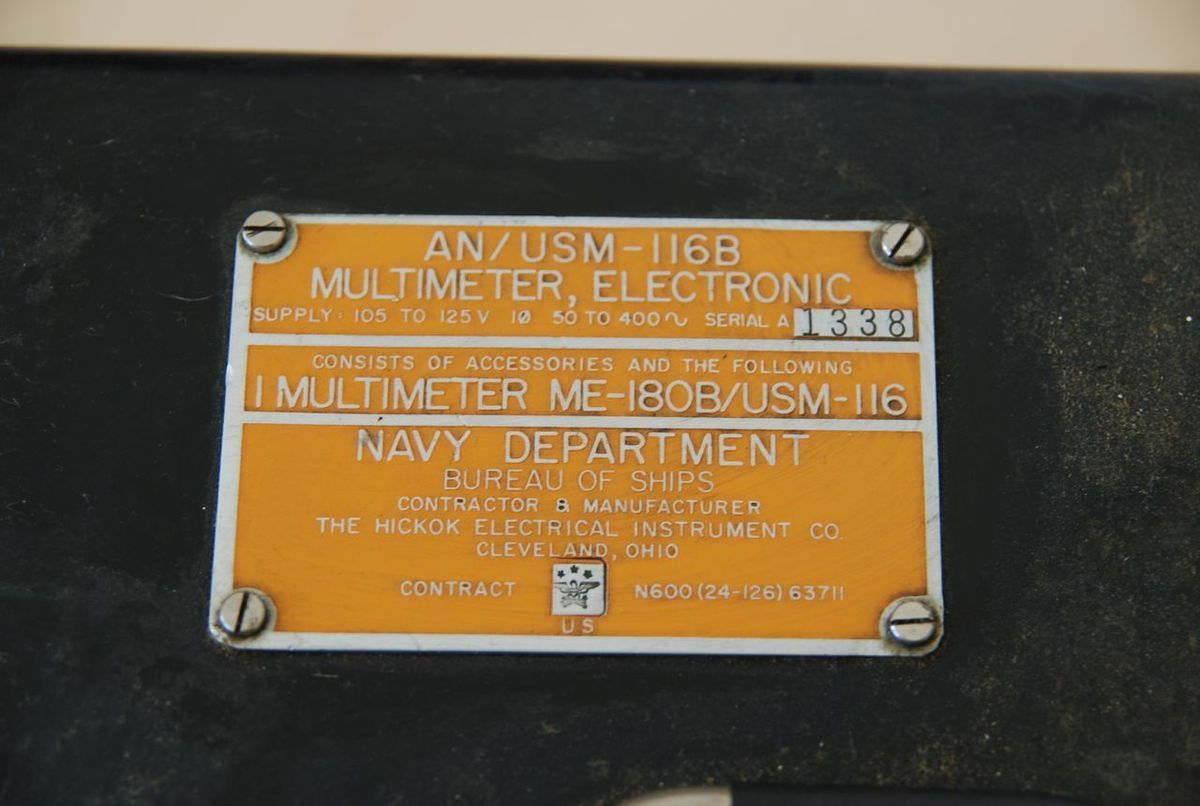 AN/USM-116B
MULTIMETER, ELECTRONIC
SUPPLY: 105 TO 125V 1Ø 50 TO 400∿ SERIAL A 1338
CONSISTS OF ACCESSORIES AND THE FOLLOWING
1 MULTIMETER ME-180B/USM-116
NAVY DEPARTMENT
BUREAU OF SHIPS
CONTRACTOR & MANUFACTURER
THE HICKOK ELECTRICAL INSTRUMENT CO.
CLEVELAND, OHIO
CONTRACT N600(24-126)63711
US